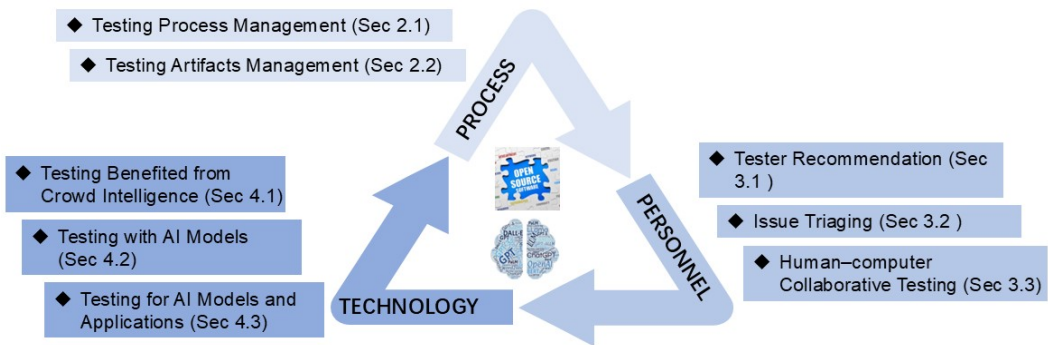 ◆ Testing Process Management (Sec 2.1)
◆ Testing Artifacts Management (Sec 2.2)
PROCESS
OPEN
SOURCE
SOFTWARE
◆ Tester Recommendation (Sec
3.1 )
◆ Issue Triaging (Sec 3.2 )
◆ Human–computer
Collaborative Testing (Sec 3.3)
PERSONNEL
◆ Testing Benefited from
Crowd Intelligence (Sec 4.1)
◆ Testing with AI Models
(Sec 4.2)
◆ Testing for AI Models and
Applications (Sec 4.3)
TECHNOLOGY
GPT